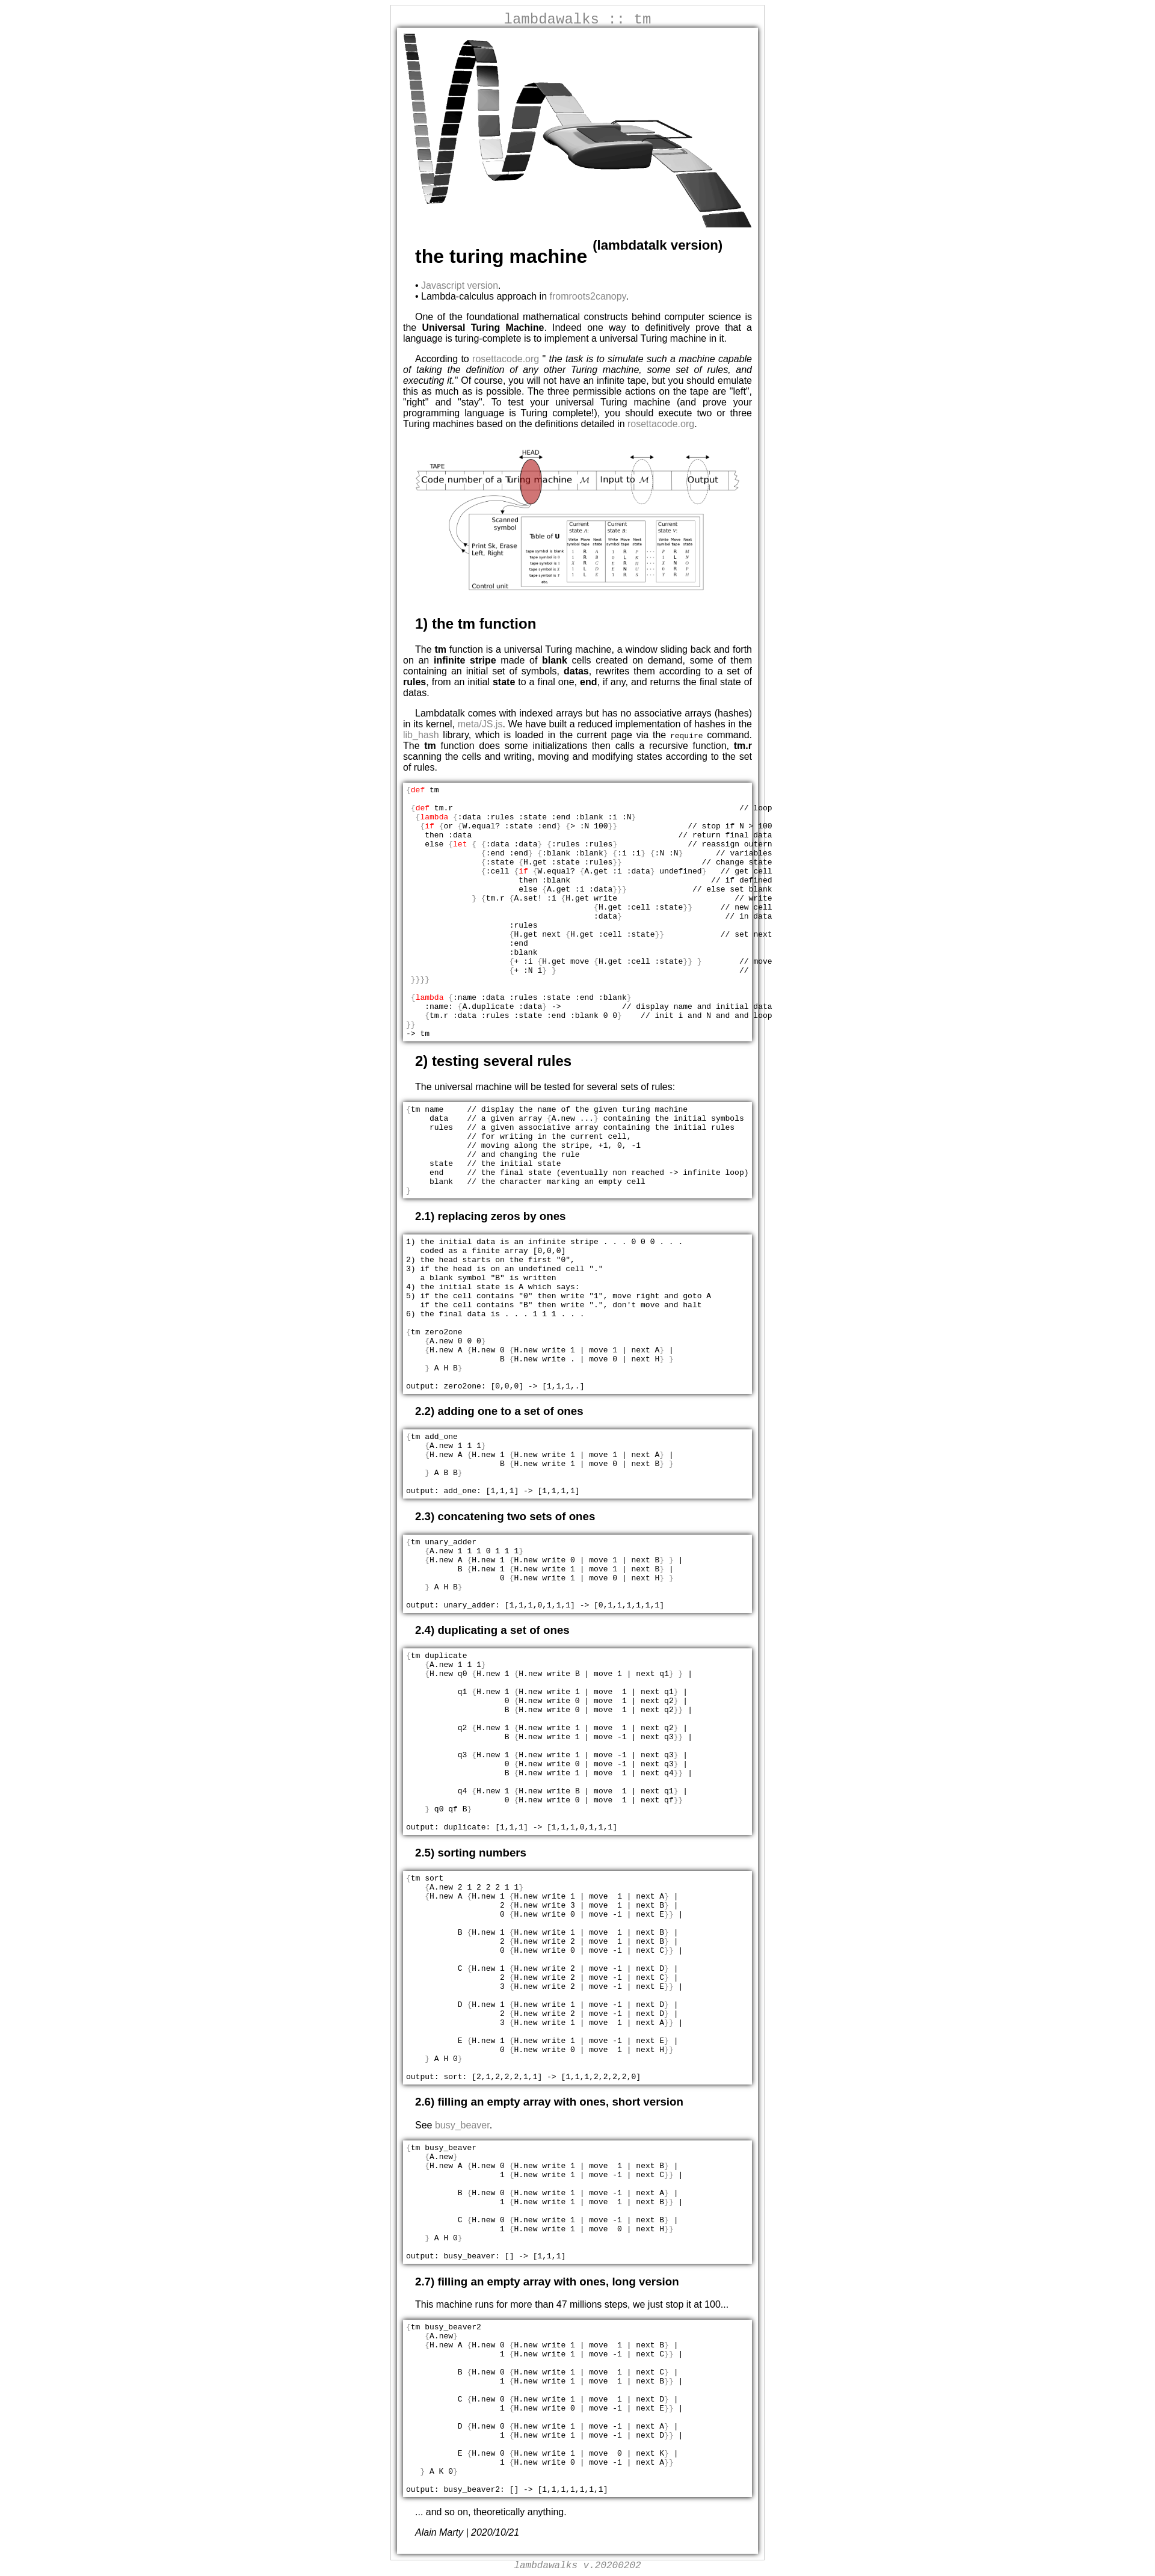 lambdawalks :: tm
the turing machine (lambdatalk version)
• Javascript version.
• Lambda-calculus approach in fromroots2canopy.
One of the foundational mathematical constructs behind computer science is
the Universal Turing Machine. Indeed one way to definitively prove that a
language is turing-complete is to implement a universal Turing machine in it.
According to rosettacode.org " the task is to simulate such a machine capable
of taking the definition of any other Turing machine, some set of rules, and
executing it." Of course, you will not have an infinite tape, but you should emulate
this as much as is possible. The three permissible actions on the tape are "left",
"right" and "stay". To test your universal Turing machine (and prove your
programming language is Turing complete!), you should execute two or three
Turing machines based on the definitions detailed in rosettacode.org.
HEAD
TAPE
Code number of a Turing machine ℳ Input to ℳ Output
Scanned
symbol
Print Sk, Erase
Left, Right
Control unit
Table of U
Current state A: Current state B: Current state V:
Write symbol Move tape Next state Write symbol Move tape Next state Write symbol Move tape Next state
tape symbol is blank
etc.
1) the tm function
The tm function is a universal Turing machine, a window sliding back and forth
on an infinite stripe made of blank cells created on demand, some of them
containing an initial set of symbols, datas, rewrites them according to a set of
rules, from an initial state to a final one, end, if any, and returns the final state of
datas.
Lambdatalk comes with indexed arrays but has no associative arrays (hashes)
in its kernel, meta/JS.js. We have built a reduced implementation of hashes in the
lib_hash library, which is loaded in the current page via the require command.
The tm function does some initializations then calls a recursive function, tm.r
scanning the cells and writing, moving and modifying states according to the set
of rules.
{def tm
{def tm.r // loop
{lambda {:data :rules :state :end :blank :i :N}
{if {or {W.equal? :state :end} {> :N 100}} // stop if N > 100
then :data // return final data
else {let { {:data :data} {:rules :rules} // reassign outern
{:end :end} {:blank :blank} {:i :i} {:N :N} // variables
{:state {H.get :state :rules}} // change state
{:cell {if {W.equal? {A.get :i :data} undefined} // get cell
then :blank // if defined
else {A.get :i :data}}} // else set blank
} {tm.r {A.set! :i {H.get write // write
{H.get :cell :state}} // new cell
:data} // in data
:rules
{H.get next {H.get :cell :state}} // set next
:end
:blank
{+ :i {H.get move {H.get :cell :state}} } // move
{+ :N 1} } //
}}}}
{lambda {:name :data :rules :state :end :blank}
:name: {A.duplicate :data} -> // display name and initial data
{tm.r :data :rules :state :end :blank 0 0} // init i and N and and loop
}}
-> tm
2) testing several rules
The universal machine will be tested for several sets of rules:
{tm name // display the name of the given turing machine
data // a given array {A.new ...} containing the initial symbols
rules // a given associative array containing the initial rules
// for writing in the current cell,
// moving along the stripe, +1, 0, -1
// and changing the rule
state // the initial state
end // the final state (eventually non reached -> infinite loop)
blank // the character marking an empty cell
}
2.1) replacing zeros by ones
1) the initial data is an infinite stripe . . . 0 0 0 . . .
coded as a finite array [0,0,0]
2) the head starts on the first "0",
3) if the head is on an undefined cell "."
a blank symbol "B" is written
4) the initial state is A which says:
5) if the cell contains "0" then write "1", move right and goto A
if the cell contains "B" then write ".", don't move and halt
6) the final data is . . . 1 1 1 . . .
{tm zero2one
{A.new 0 0 0}
{H.new A {H.new 0 {H.new write 1 | move 1 | next A} |
B {H.new write . | move 0 | next H} }
} A H B}
output: zero2one: [0,0,0] -> [1,1,1,.]
2.2) adding one to a set of ones
{tm add_one
{A.new 1 1 1}
{H.new A {H.new 1 {H.new write 1 | move 1 | next A} |
B {H.new write 1 | move 0 | next B} }
} A B B}
output: add_one: [1,1,1] -> [1,1,1,1]
2.3) concatening two sets of ones
{tm unary_adder
{A.new 1 1 1 0 1 1 1}
{H.new A {H.new 1 {H.new write 0 | move 1 | next B} } |
B {H.new 1 {H.new write 1 | move 1 | next B} |
0 {H.new write 1 | move 0 | next H} }
} A H B}
output: unary_adder: [1,1,1,0,1,1,1] -> [0,1,1,1,1,1,1]
2.4) duplicating a set of ones
{tm duplicate
{A.new 1 1 1}
{H.new q0 {H.new 1 {H.new write B | move 1 | next q1} } |
q1 {H.new 1 {H.new write 1 | move 1 | next q1} |
0 {H.new write 0 | move 1 | next q2} |
B {H.new write 0 | move 1 | next q2}} |
q2 {H.new 1 {H.new write 1 | move 1 | next q2} |
B {H.new write 1 | move -1 | next q3}} |
q3 {H.new 1 {H.new write 1 | move -1 | next q3} |
0 {H.new write 0 | move -1 | next q3} |
B {H.new write 1 | move 1 | next q4}} |
q4 {H.new 1 {H.new write B | move 1 | next q1} |
0 {H.new write 0 | move 1 | next qf}}
} q0 qf B}
output: duplicate: [1,1,1] -> [1,1,1,0,1,1,1]
2.5) sorting numbers
{tm sort
{A.new 2 1 2 2 2 1 1}
{H.new A {H.new 1 {H.new write 1 | move 1 | next A} |
2 {H.new write 3 | move 1 | next B} |
0 {H.new write 0 | move -1 | next E}} |
B {H.new 1 {H.new write 1 | move 1 | next B} |
2 {H.new write 2 | move 1 | next B} |
0 {H.new write 0 | move -1 | next C}} |
C {H.new 1 {H.new write 2 | move -1 | next D} |
2 {H.new write 2 | move -1 | next C} |
3 {H.new write 2 | move -1 | next E}} |
D {H.new 1 {H.new write 1 | move -1 | next D} |
2 {H.new write 2 | move -1 | next D} |
3 {H.new write 1 | move 1 | next A}} |
E {H.new 1 {H.new write 1 | move -1 | next E} |
0 {H.new write 0 | move 1 | next H}}
} A H 0}
output: sort: [2,1,2,2,2,1,1] -> [1,1,1,2,2,2,2,0]
2.6) filling an empty array with ones, short version
See busy_beaver.
{tm busy_beaver
{A.new}
{H.new A {H.new 0 {H.new write 1 | move 1 | next B} |
1 {H.new write 1 | move -1 | next C}} |
B {H.new 0 {H.new write 1 | move -1 | next A} |
1 {H.new write 1 | move 1 | next B}} |
C {H.new 0 {H.new write 1 | move -1 | next B} |
1 {H.new write 1 | move 0 | next H}}
} A H 0}
output: busy_beaver: [] -> [1,1,1]
2.7) filling an empty array with ones, long version
This machine runs for more than 47 millions steps, we just stop it at 100...
{tm busy_beaver2
{A.new}
{H.new A {H.new 0 {H.new write 1 | move 1 | next B} |
1 {H.new write 1 | move -1 | next C}} |
B {H.new 0 {H.new write 1 | move 1 | next C} |
1 {H.new write 1 | move 1 | next B}} |
C {H.new 0 {H.new write 1 | move 1 | next D} |
1 {H.new write 0 | move -1 | next E}} |
D {H.new 0 {H.new write 1 | move -1 | next A} |
1 {H.new write 1 | move -1 | next D}} |
E {H.new 0 {H.new write 1 | move 0 | next K} |
1 {H.new write 0 | move -1 | next A}}
} A K 0}
output: busy_beaver2: [] -> [1,1,1,1,1,1,1]
... and so on, theoretically anything.
Alain Marty | 2020/10/21
lambdawalks v.20200202